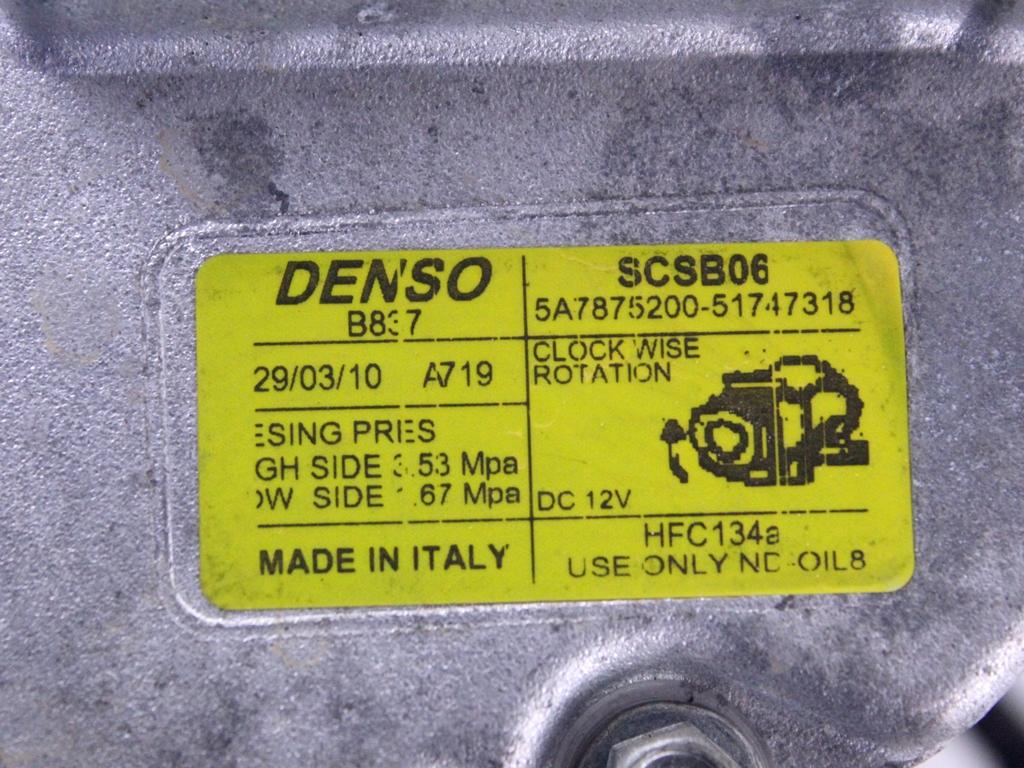 DENSO
B837
29/03/10 A719
ESING PRES
GH SIDE 3.53 Mpa
OW SIDE 1.67 Mpa
MADE IN ITALY
SCSB06
5A7875200-51747318
CLOCK WISE
ROTATION
DC 12V
HFC134a
USE ONLY ND-OIL8